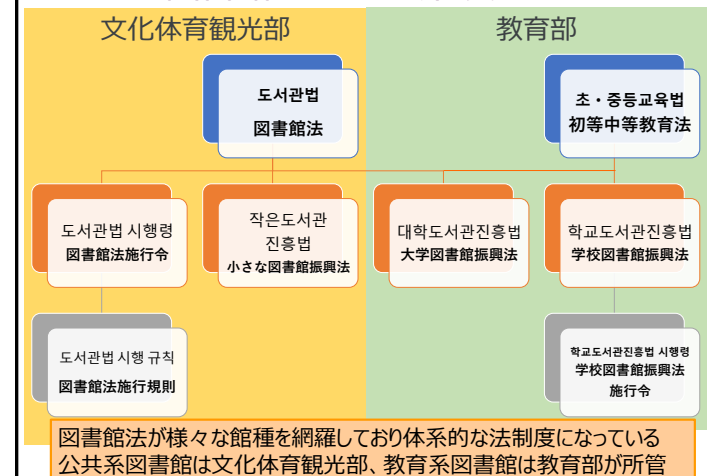 文化体育観光部
教育部
도서관법
図書館法
초・중등교육법
初等中等教育法
도서관법 시행령
図書館法施行令
작은도서관
진흥법
小さな図書館振興法
대학도서관진흥법
大学図書館振興法
학교도서관진흥법
学校図書館振興法
도서관법 시행 규칙
図書館法施行規則
학교도서관진흥법 시행령
学校図書館振興法
施行令
図書館法が様々な館種を網羅しており体系的な法制度になっている
公共系図書館は文化体育観光部、教育系図書館は教育部が所管